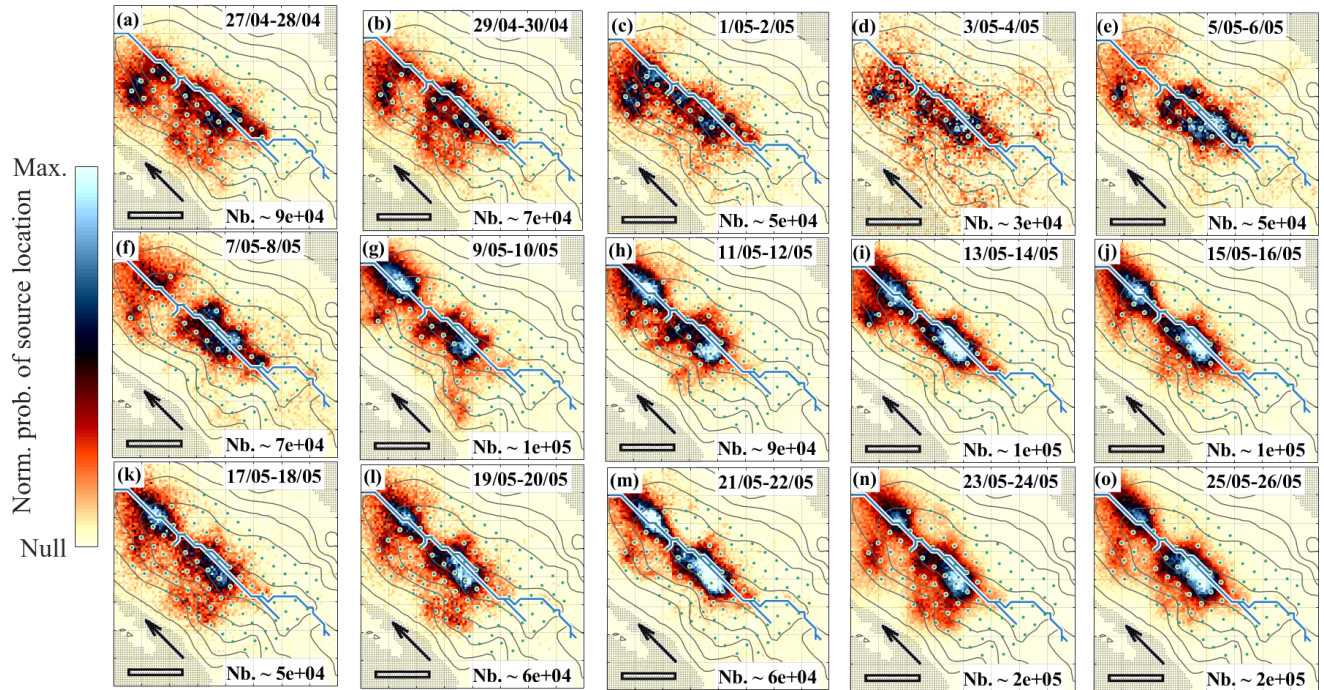 (a) 27/04-28/04
Nb. ~ 9e+04
(b) 29/04-30/04
Nb. ~ 7e+04
(c) 1/05-2/05
Nb. ~ 5e+04
(d) 3/05-4/05
Nb. ~ 3e+04
(e) 5/05-6/05
Nb. ~ 5e+04
Max.
Norm. prob. of source location
Null
(f) 7/05-8/05
Nb. ~ 7e+04
(g) 9/05-10/05
Nb. ~ 1e+05
(h) 11/05-12/05
Nb. ~ 9e+04
(i) 13/05-14/05
Nb. ~ 1e+05
(j) 15/05-16/05
Nb. ~ 1e+05
(k) 17/05-18/05
Nb. ~ 5e+04
(l) 19/05-20/05
Nb. ~ 6e+04
(m) 21/05-22/05
Nb. ~ 6e+04
(n) 23/05-24/05
Nb. ~ 2e+05
(o) 25/05-26/05
Nb. ~ 2e+05